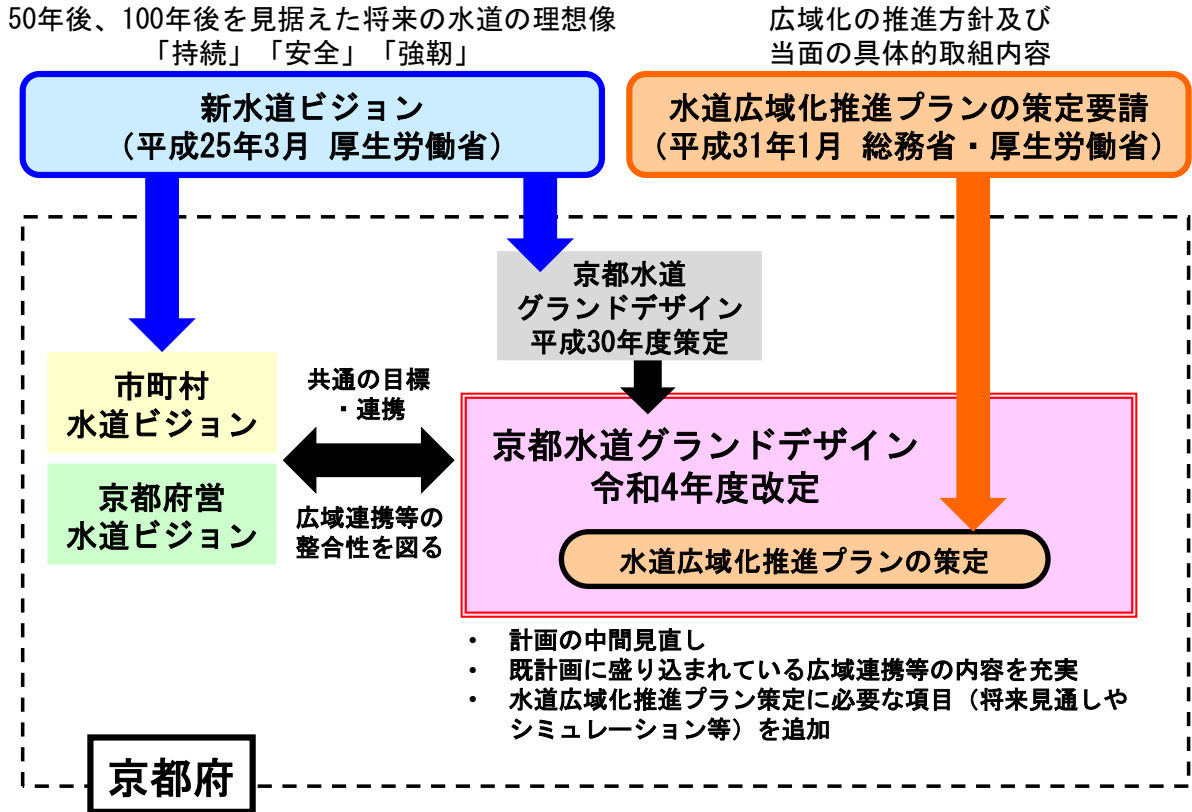 50年後、100年後を見据えた将来の水道の理想像
「持続」「安全」「強靭」
広域化の推進方針及び
当面の具体的取組内容
新水道ビジョン
（平成25年3月 厚生労働省）
水道広域化推進プランの策定要請
（平成31年1月 総務省・厚生労働省）
京都水道
グランドデザイン
平成30年度策定
市町村
水道ビジョン
京都府営
水道ビジョン
共通の目標
・連携
広域連携等の
整合性を図る
京都水道グランドデザイン
令和4年度改定
水道広域化推進プランの策定
・ 計画の中間見直し
・ 既計画に盛り込まれている広域連携等の内容を充実
・ 水道広域化推進プラン策定に必要な項目（将来見通しや
シミュレーション等）を追加
京都府